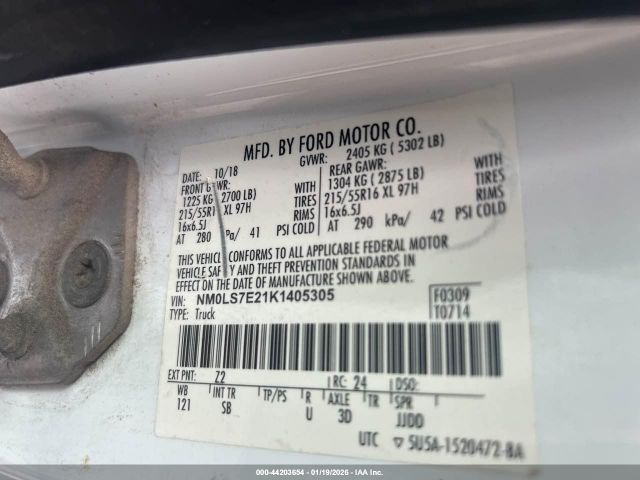 MFD. BY FORD MOTOR CO.
DATE: 10/18 GVWR: 2405 KG ( 5302 LB)
FRONT GAWR: REAR GAWR:
1225 KG ( 2700 LB) WITH 1304 KG ( 2875 LB) WITH
215/55R16 XL 97H TIRES 215/55R16 XL 97H TIRES
16x6.5J RIMS 16x6.5J RIMS
AT 280 kPa/ 41 PSI COLD AT 290 kPa/ 42 PSI COLD
THIS VEHICLE CONFORMS TO ALL APPLICABLE FEDERAL MOTOR
VEHICLE SAFETY AND THEFT PREVENTION STANDARDS IN
EFFECT ON THE DATE OF MANUFACTURE SHOWN ABOVE.
VIN: NM0LS7E21K1405305 F0309
TYPE: Truck T0714
EXT PNT: Z2 RC: 24 DSO:
WB INT TR TP/PS R AXLE TR SPR
121 SB U 3D JJDD
UTC ▽ 5U5A-1520472-BA
000-44203654 | 01/19/2026 | IAA Inc.